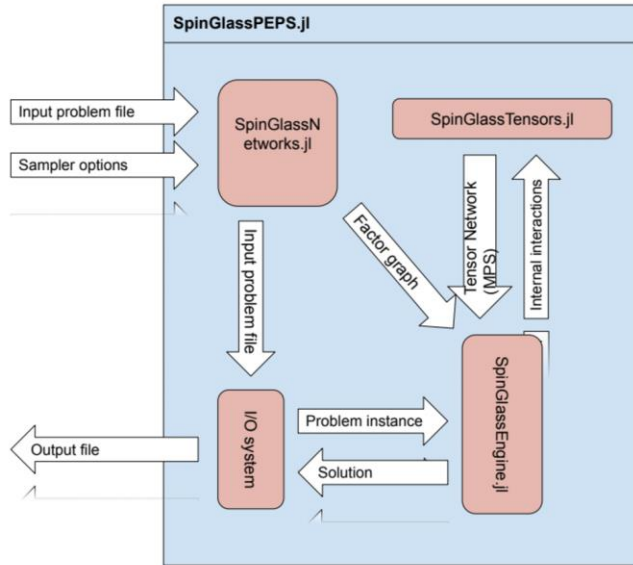 SpinGlassPEPS.jl
Input problem file
Sampler options
SpinGlassN
etworks.jl
SpinGlassTensors.jl
Input problem file
Factor graph
Tensor Network
(MPS)
Internal interactions
I/O system
Problem instance
Solution
SpinGlassEngine.jl
Output file